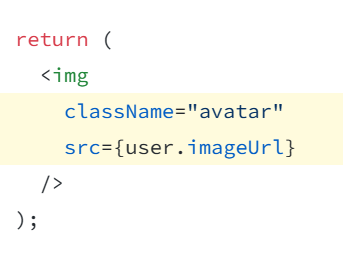 return (
  <img
    className="avatar"
    src={user.imageUrl}
  />
);